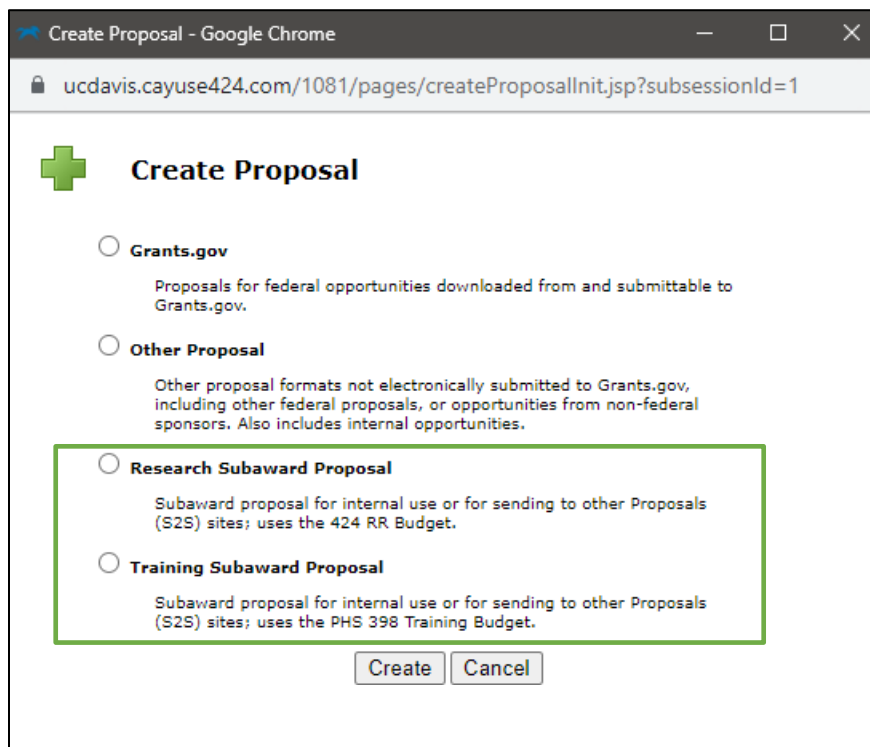 Create Proposal - Google Chrome
ucdavis.cayuse424.com/1081/pages/createProposalInit.jsp?subsessionId=1
Create Proposal
Grants.gov
Proposals for federal opportunities downloaded from and submittable to
Grants.gov.
Other Proposal
Other proposal formats not electronically submitted to Grants.gov,
including other federal proposals, or opportunities from non-federal
sponsors. Also includes internal opportunities.
Research Subaward Proposal
Subaward proposal for internal use or for sending to other Proposals
(S2S) sites; uses the 424 RR Budget.
Training Subaward Proposal
Subaward proposal for internal use or for sending to other Proposals
(S2S) sites; uses the PHS 398 Training Budget.
Create Cancel